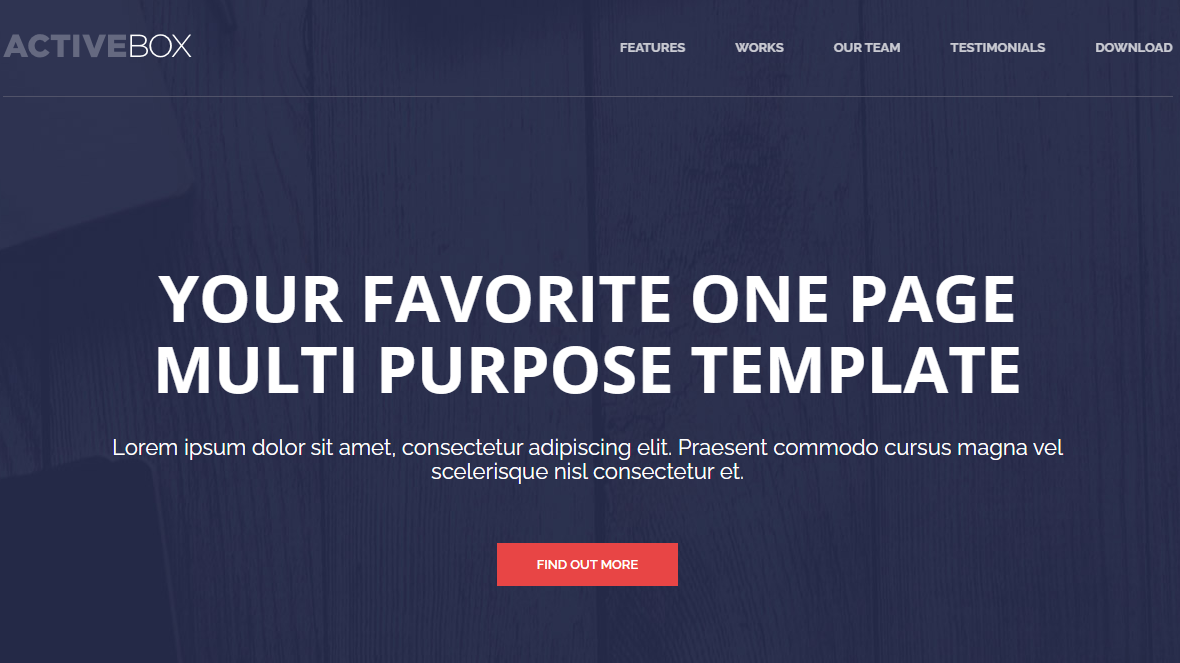 ACTIVEBOX
FEATURES WORKS OUR TEAM TESTIMONIALS DOWNLOAD
YOUR FAVORITE ONE PAGE
MULTI PURPOSE TEMPLATE
Lorem ipsum dolor sit amet, consectetur adipiscing elit. Praesent commodo cursus magna vel
scelerisque nisl consectetur et.
FIND OUT MORE